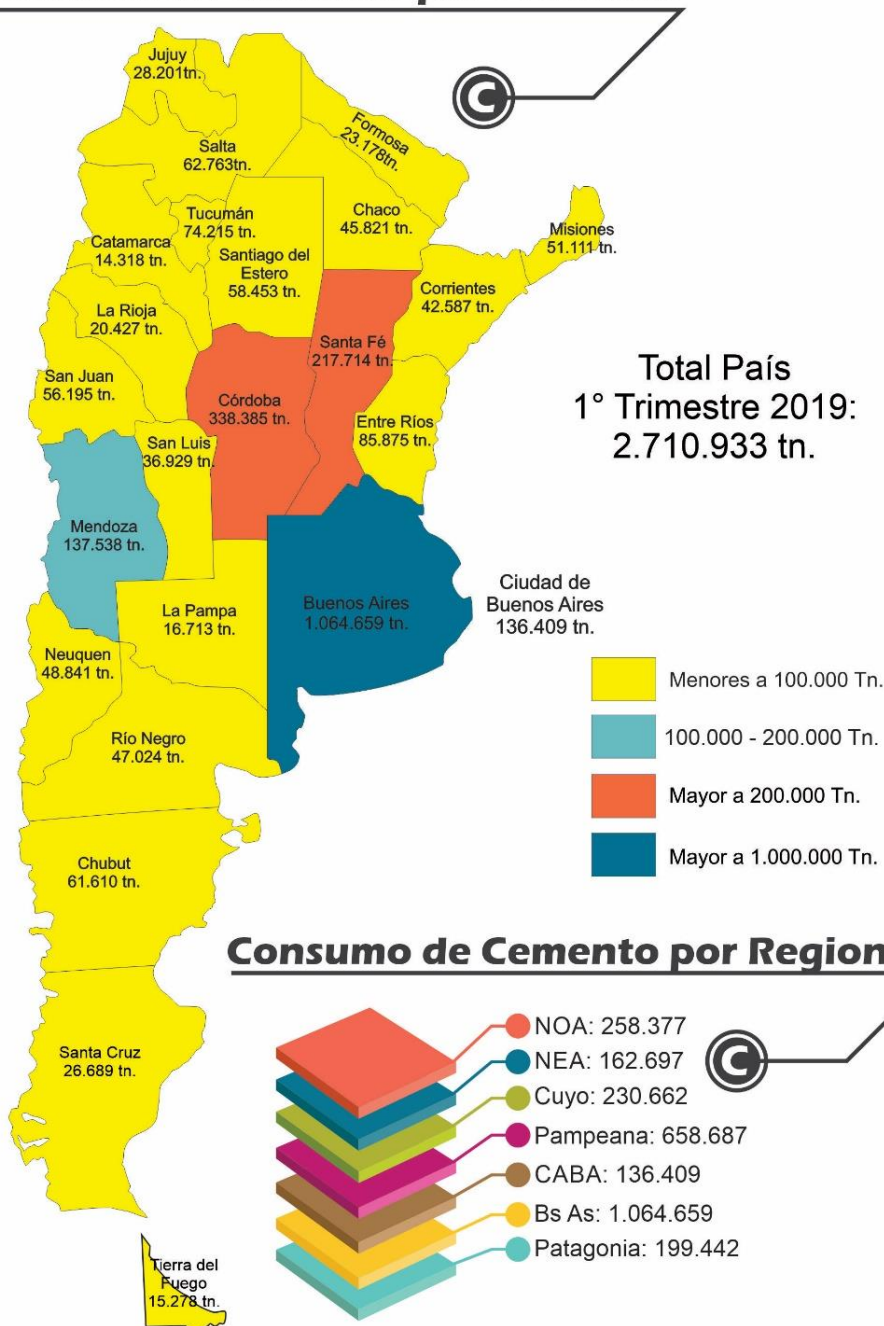 Jujuy
28.201tn.
Formosa
23.178tn.
Salta
62.763tn.
Chaco
45.821 tn.
Tucumán
74.215 tn.
Misiones
51.111 tn.
Catamarca
14.318 tn.
Santiago del
Estero
58.453 tn.
Corrientes
42.587 tn.
La Rioja
20.427 tn.
Santa Fé
217.714 tn.
San Juan
56.195 tn.
Córdoba
338.385 tn.
Entre Ríos
85.875 tn.
San Luis
36.929 tn.
Total País
1° Trimestre 2019:
2.710.933 tn.
Mendoza
137.538 tn.
La Pampa
16.713 tn.
Buenos Aires
1.064.659 tn.
Ciudad de
Buenos Aires
136.409 tn.
Neuquen
48.841 tn.
Río Negro
47.024 tn.
Menores a 100.000 Tn.
100.000 - 200.000 Tn.
Mayor a 200.000 Tn.
Mayor a 1.000.000 Tn.
Chubut
61.610 tn.
Santa Cruz
26.689 tn.
Tierra del
Fuego
15.278 tn.
Consumo de Cemento por Region
C
C
NOA: 258.377
NEA: 162.697
Cuyo: 230.662
Pampeana: 658.687
CABA: 136.409
Bs As: 1.064.659
Patagonia: 199.442